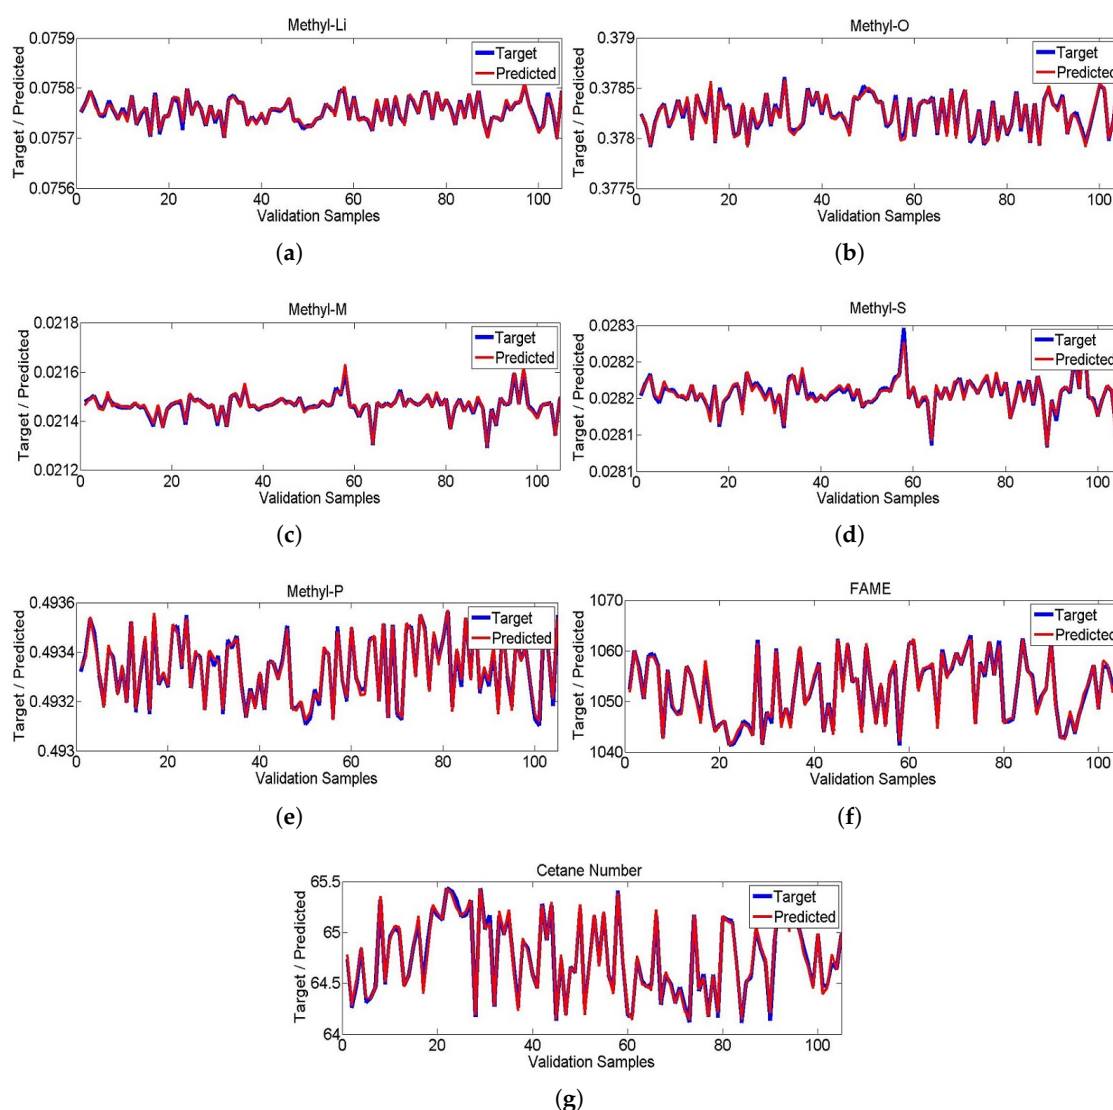 Methyl-Li
Target / Predicted
0.0759
0.0758
0.0757
0.0756
Target
Predicted
0 20 40 60 80 100
Validation Samples
(a)
Methyl-O
Target / Predicted
0.379
0.3785
0.378
0.3775
Target
Predicted
0 20 40 60 80 100
Validation Samples
(b)
Methyl-M
Target / Predicted
0.0218
0.0216
0.0214
0.0212
Target
Predicted
0 20 40 60 80 100
Validation Samples
(c)
Methyl-S
Target / Predicted
0.0283
0.0282
0.0282
0.0281
0.0281
Target
Predicted
0 20 40 60 80 100
Validation Samples
(d)
Methyl-P
Target / Predicted
0.4936
0.4934
0.4932
0.493
Target
Predicted
0 20 40 60 80 100
Validation Samples
(e)
FAME
Target / Predicted
1070
1060
1050
1040
Target
Predicted
0 20 40 60 80 100
Validation Samples
(f)
Cetane Number
Target / Predicted
65.5
65
64.5
64
Target
Predicted
0 20 40 60 80 100
Validation Samples
(g)